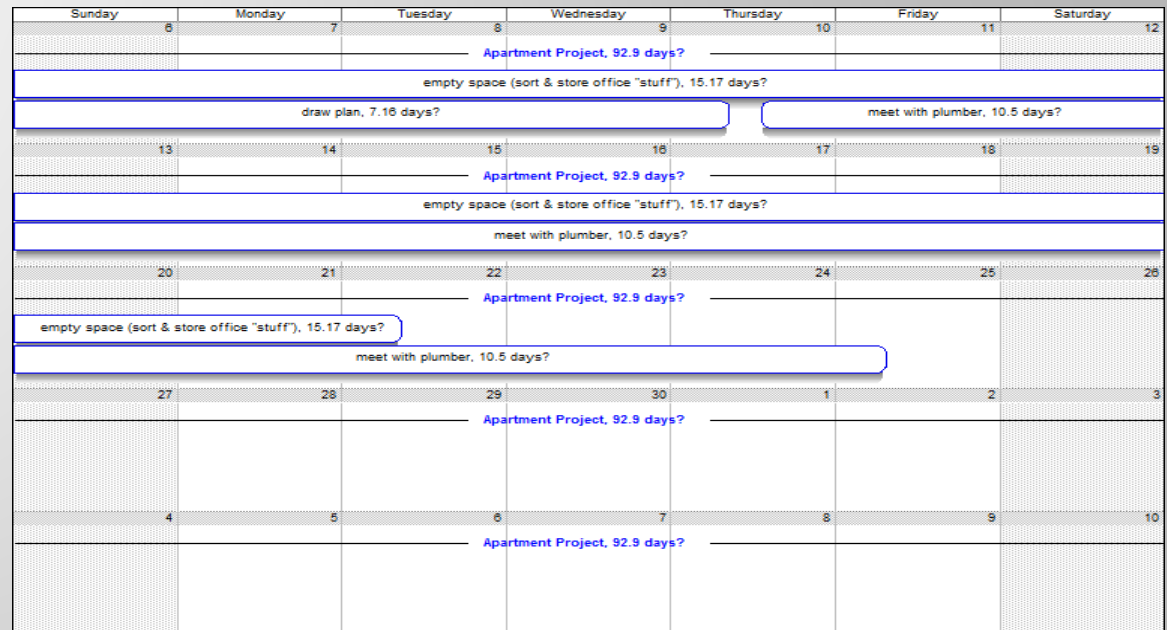 Sunday Monday Tuesday Wednesday Thursday Friday Saturday
6 7 8 9 10 11 12
Apartment Project, 92.9 days?
empty space (sort & store office "stuff"), 15.17 days?
draw plan, 7.16 days? meet with plumber, 10.5 days?
13 14 15 16 17 18 19
Apartment Project, 92.9 days?
empty space (sort & store office "stuff"), 15.17 days?
meet with plumber, 10.5 days?
20 21 22 23 24 25 26
Apartment Project, 92.9 days?
empty space (sort & store office "stuff"), 15.17 days?
meet with plumber, 10.5 days?
27 28 29 30 1 2 3
Apartment Project, 92.9 days?
4 5 6 7 8 9 10
Apartment Project, 92.9 days?